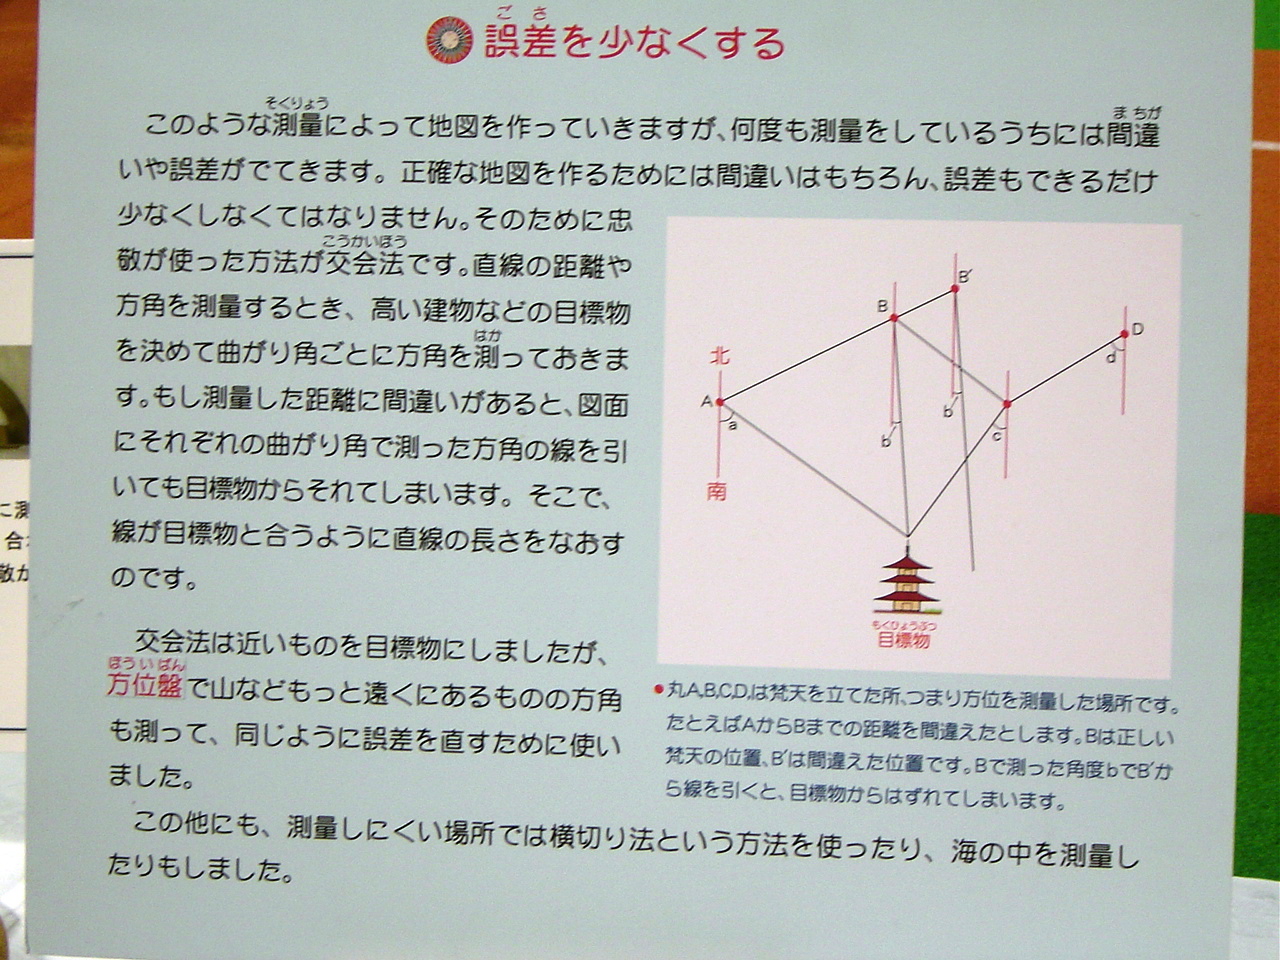 ごさ
誤差を少なくする
そくりょう
まちが
このような測量によって地図を作っていきますが、何度も測量をしているうちには間違
いや誤差がでてきます。正確な地図を作るためには間違いはもちろん、誤差もできるだけ
少なくしなくてはなりません。そのために忠
こうかいほう
敬が使った方法が交会法です。直線の距離や
方角を測量するとき、高い建物などの目標物
はか
を決めて曲がり角ごとに方角を測っておきま
す。もし測量した距離に間違いがあると、図面
にそれぞれの曲がり角で測った方角の線を引
いても目標物からそれてしまいます。そこで、
線が目標物と合うように直線の長さをなおす
のです。
交会法は近いものを目標物にしましたが、
ほういばん
方位盤で山などもっと遠くにあるものの方角
も測って、同じように誤差を直すために使い
ました。
この他にも、測量しにくい場所では横切り法という方法を使ったり、海の中を測量し
たりもしました。
B′
B
D
北
d
A
b′
a
c
b
南
もくひょうぶつ
目標物
●丸A,B,C,D,は梵天を立てた所、つまり方位を測量した場所です。
たとえばAからBまでの距離を間違えたとします。Bは正しい
梵天の位置、B′は間違えた位置です。Bで測った角度bでB′か
ら線を引くと、目標物からはずれてしまいます。
に測
合
敬が